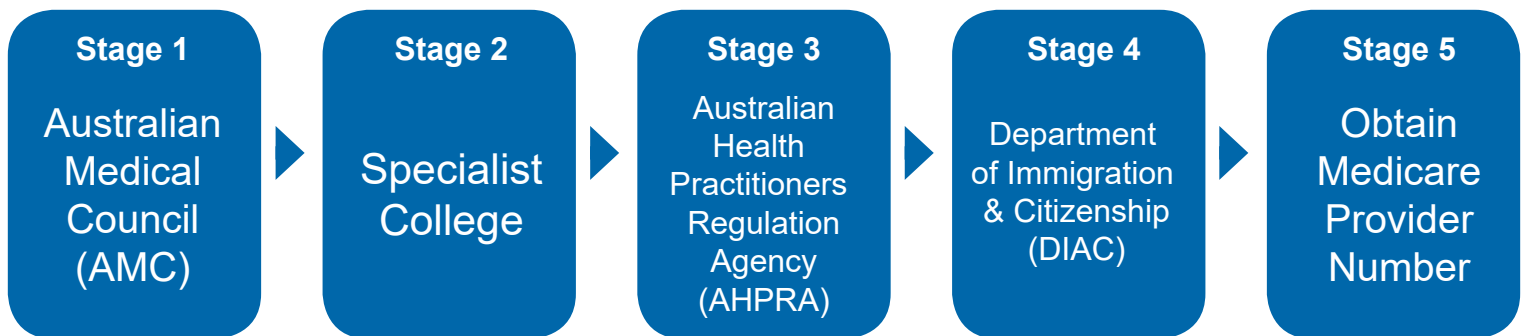 Stage 1
Australian
Medical
Council
(AMC)
Stage 2
Specialist
College
Stage 3
Australian
Health
Practitioners
Regulation
Agency
(AHPRA)
Stage 4
Department
of Immigration
& Citizenship
(DIAC)
Stage 5
Obtain
Medicare
Provider
Number